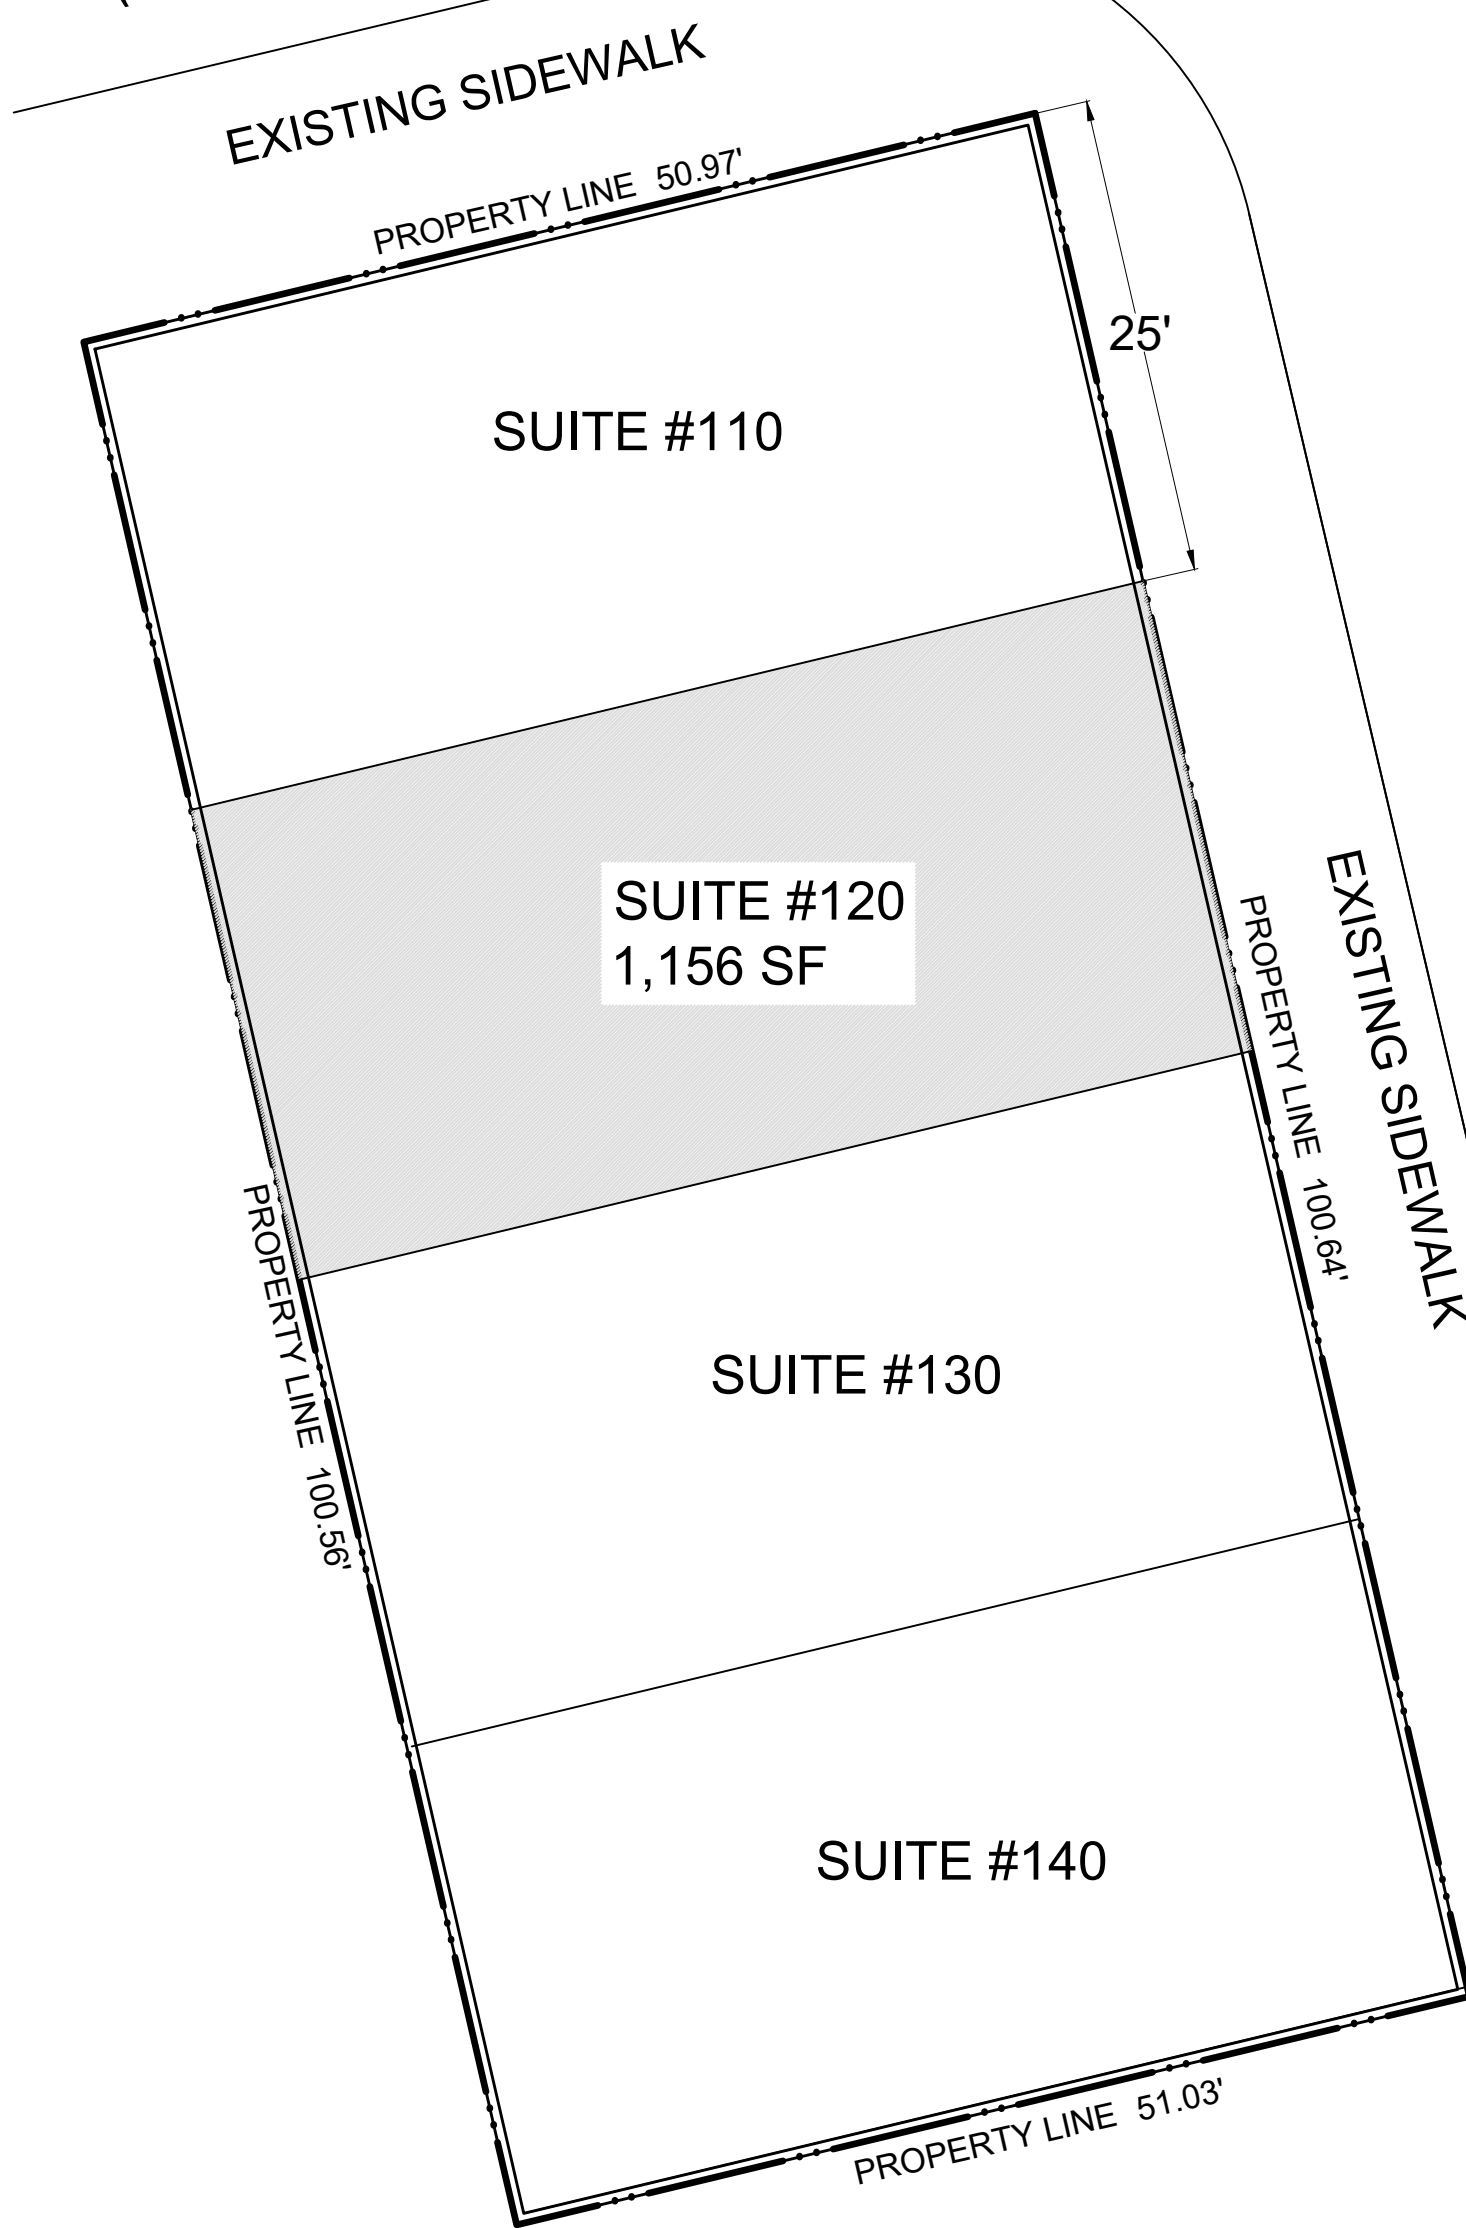 EXISTING SIDEWALK
PROPERTY LINE 50.97'
25'
SUITE #110
SUITE #120
1,156 SF
PROPERTY LINE 100.64'
EXISTING SIDEWALK
PROPERTY LINE 100.56'
SUITE #130
SUITE #140
PROPERTY LINE 51.03'